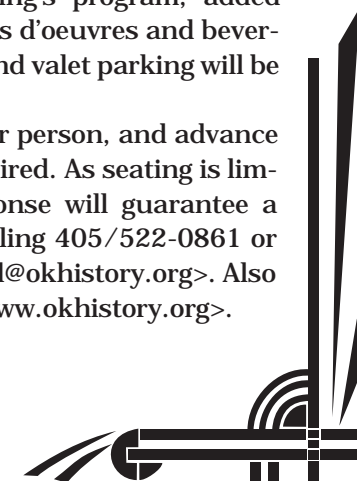 program, added
s d'oeuvres and bever-
nd valet parking will be
r person, and advance
ired. As seating is lim-
onse will guarantee a
ling 405/522-0861 or
l@okhistory.org>. Also
ww.okhistory.org>.